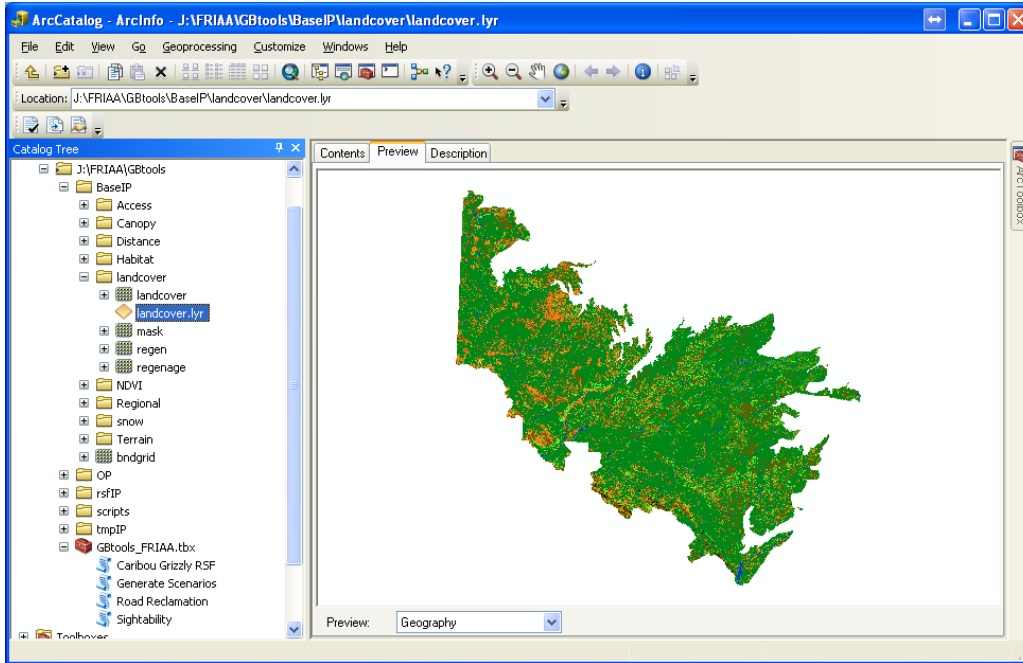 ArcCatalog - ArcInfo - J:\FRIAA\GBtools\BaseIP\landcover\landcover.lyr
File Edit View Go Geoprocessing Customize Windows Help
Location: J:\FRIAA\GBtools\BaseIP\landcover\landcover.lyr
Catalog Tree
J:\FRIAA\GBtools
BaseIP
Access
Canopy
Distance
Habitat
landcover
landcover
landcover.lyr
mask
regen
regenage
NDVI
Regional
snow
Terrain
bndgrid
OP
rsfIP
scripts
tmpIP
GBtools_FRIAA.tbx
Caribou Grizzly RSF
Generate Scenarios
Road Reclamation
Sightability
Toolboxes
Contents Preview Description
Preview: Geography
ArcToolbox